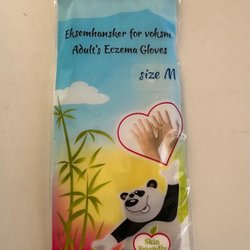 Eksemhansker for voksne
Adult's Eczema Gloves
size M
Skin
Friendly